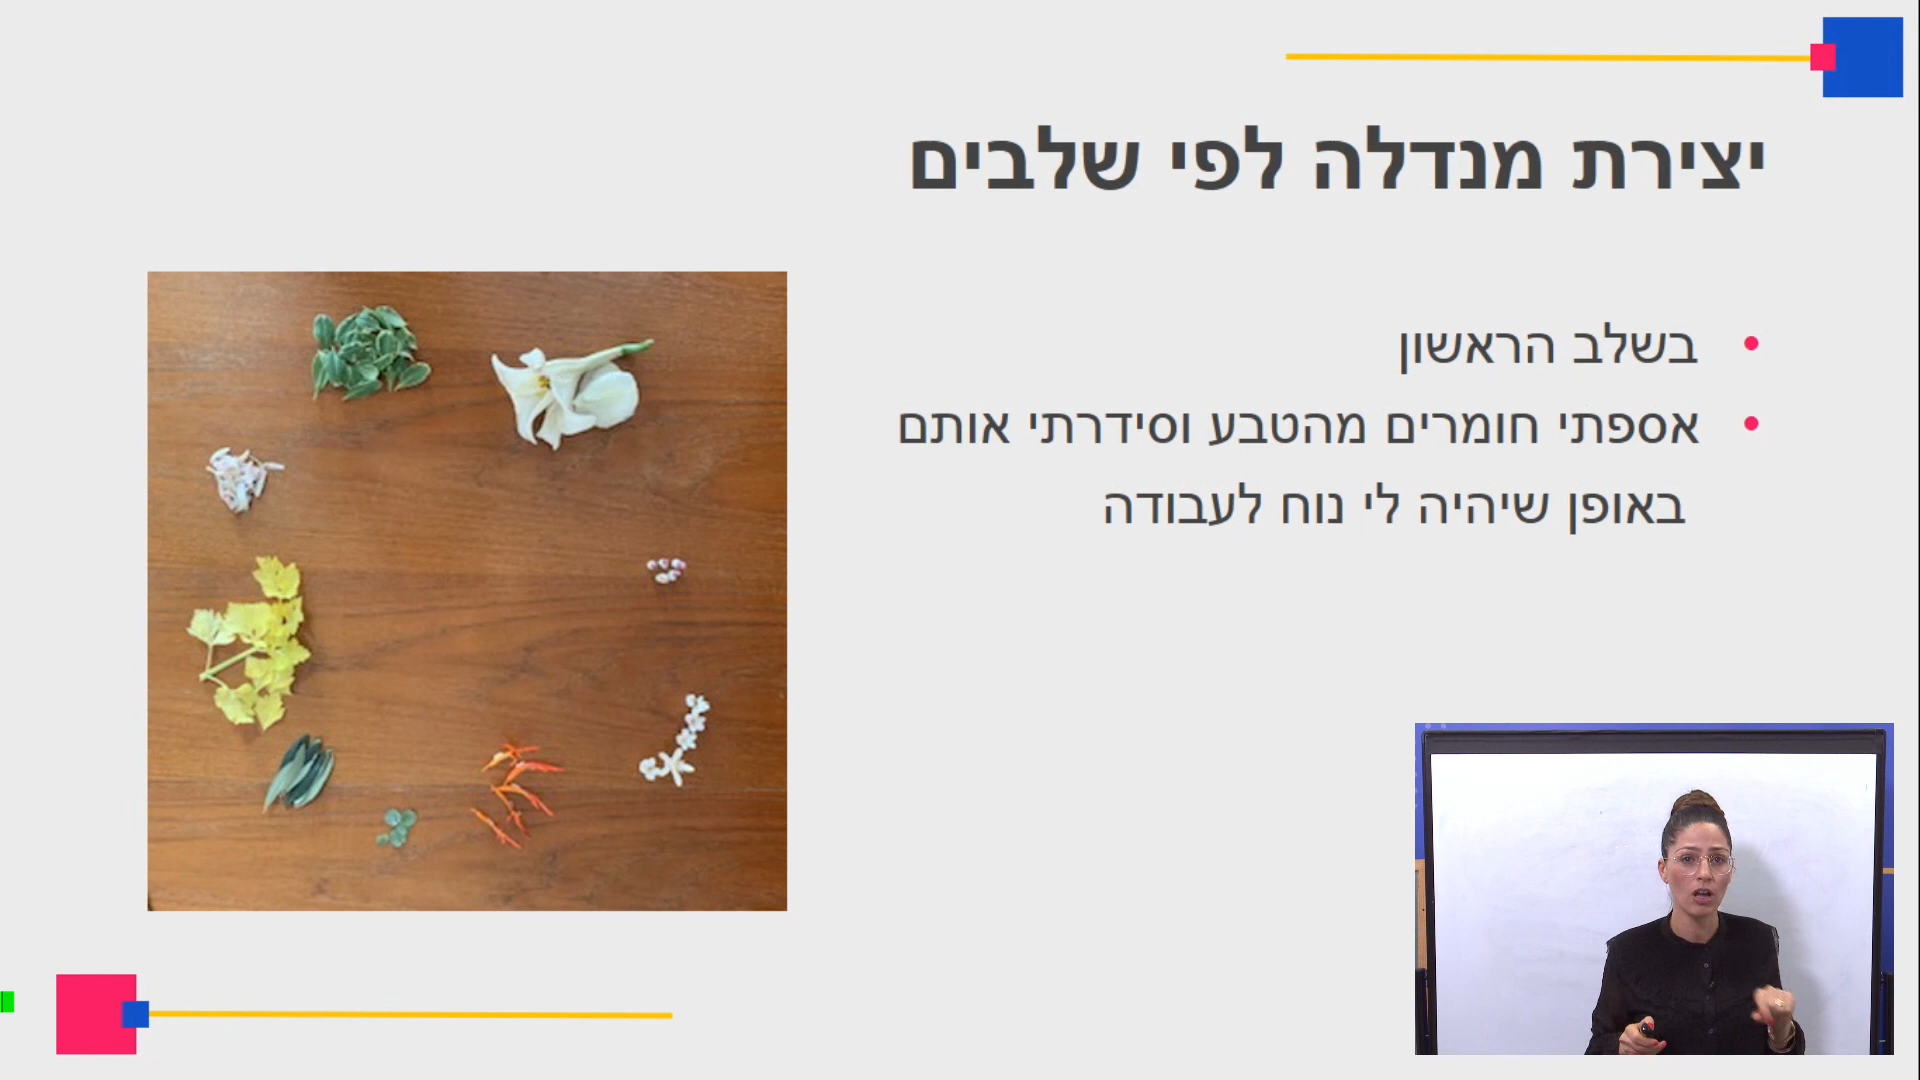 יצירת מנדלה לפי שלבים
בשלב הראשון
אספתי חומרים מהטבע וסידרתי אותם
באופן שיהיה לי נוח לעבודה